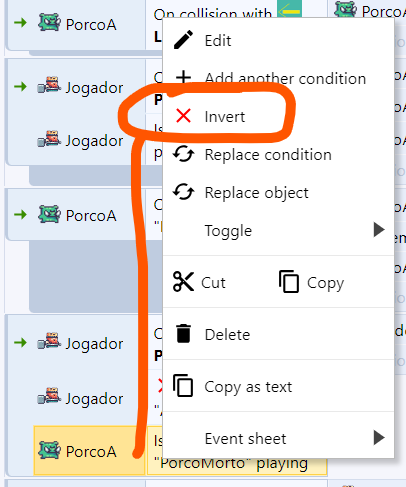 PorcoA
On collision with
PorcoA
L
Edit
Add another condition
Jogador
P
Invert
Jogador
Is
Replace condition
Replace object
PorcoA
Toggle
Cut
Copy
Delete
Jogador
P
Copy as text
Jogador
"A
PorcoA
Is
Event sheet
"PorcoMorto" playing